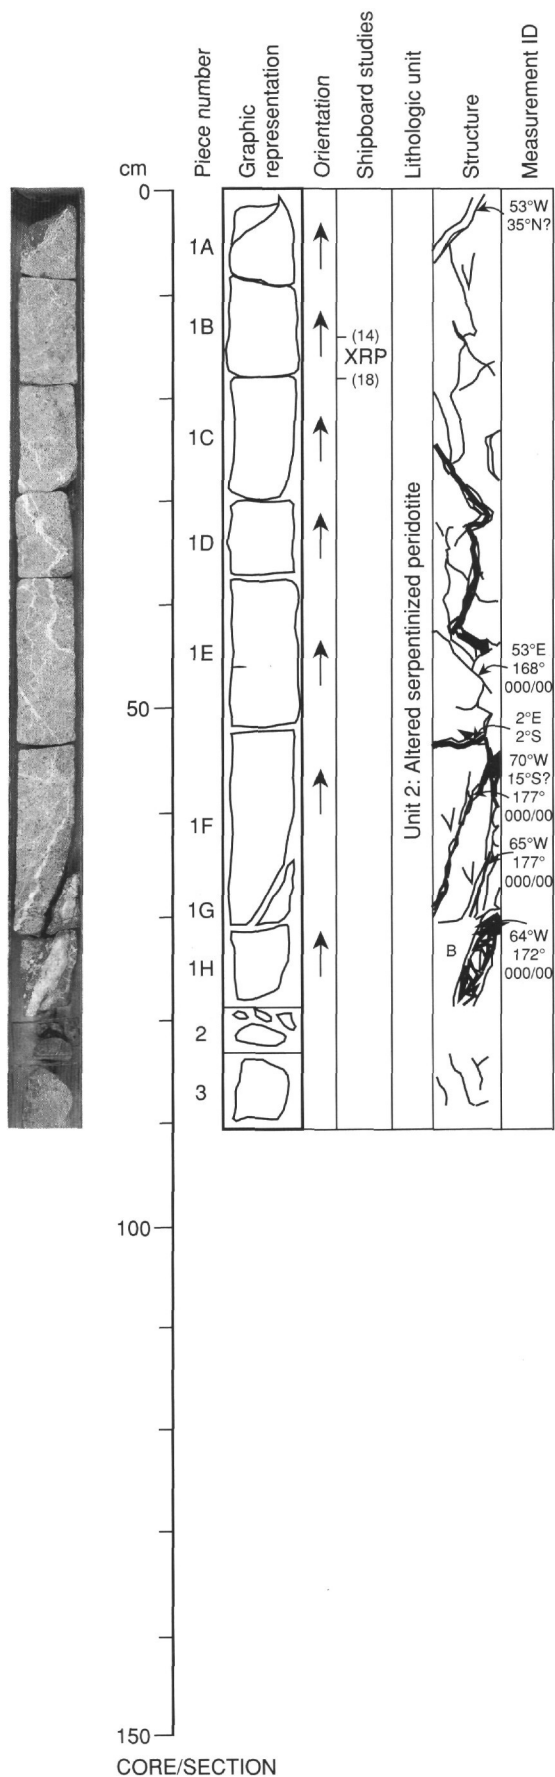 cm
Piece number
Graphic
representation
Orientation
Shipboard studies
Lithologic unit
Structure
Measurement ID
0
50
100
150
1A
1B
1C
1D
1E
1F
1G
1H
2
3
(14)
XRP
(18)
Unit 2: Altered serpentinized peridotite
B
53°W
35°N?
53°E
168°
000/00
2°E
2°S
70°W
15°S?
177°
000/00
65°W
177°
000/00
64°W
172°
000/00
CORE/SECTION